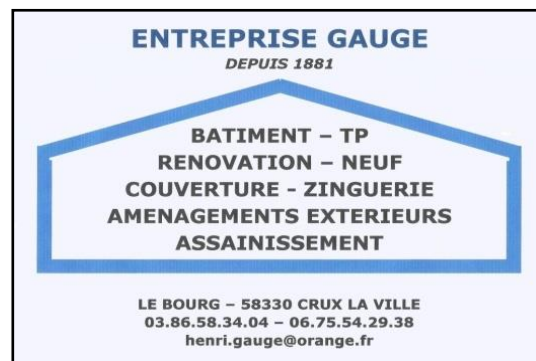 ENTREPRISE GAUGE
DEPUIS 1881
BATIMENT – TP
RENOVATION – NEUF
COUVERTURE - ZINGUERIE
AMENAGEMENTS EXTERIEURS
ASSAINISSEMENT
LE BOURG – 58330 CRUX LA VILLE
03.86.58.34.04 – 06.75.54.29.38
henri.gauge@orange.fr